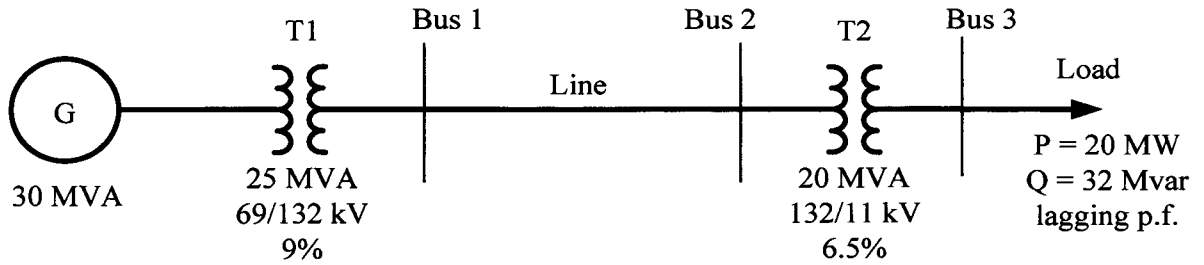 Bus 1
Bus 2
Bus 3
T1
T2
Load
Line
G
30 MVA
25 MVA
69/132 kV
9%
20 MVA
132/11 kV
6.5%
P = 20 MW
Q = 32 Mvar
lagging p.f.